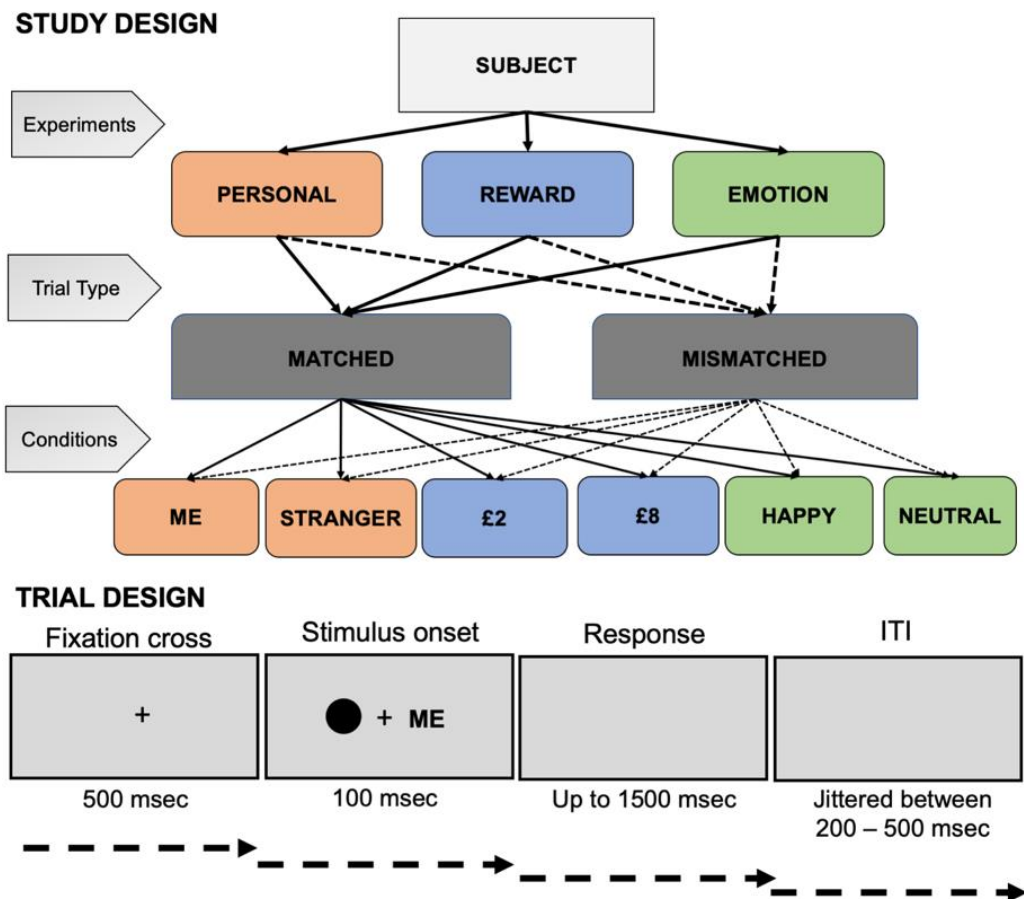 STUDY DESIGN
SUBJECT
Experiments
PERSONAL
REWARD
EMOTION
Trial Type
MATCHED
MISMATCHED
Conditions
ME
STRANGER
£2
£8
HAPPY
NEUTRAL
TRIAL DESIGN
Fixation cross
Stimulus onset
Response
ITI
+
+ ME
500 msec
100 msec
Up to 1500 msec
Jittered between
200 – 500 msec